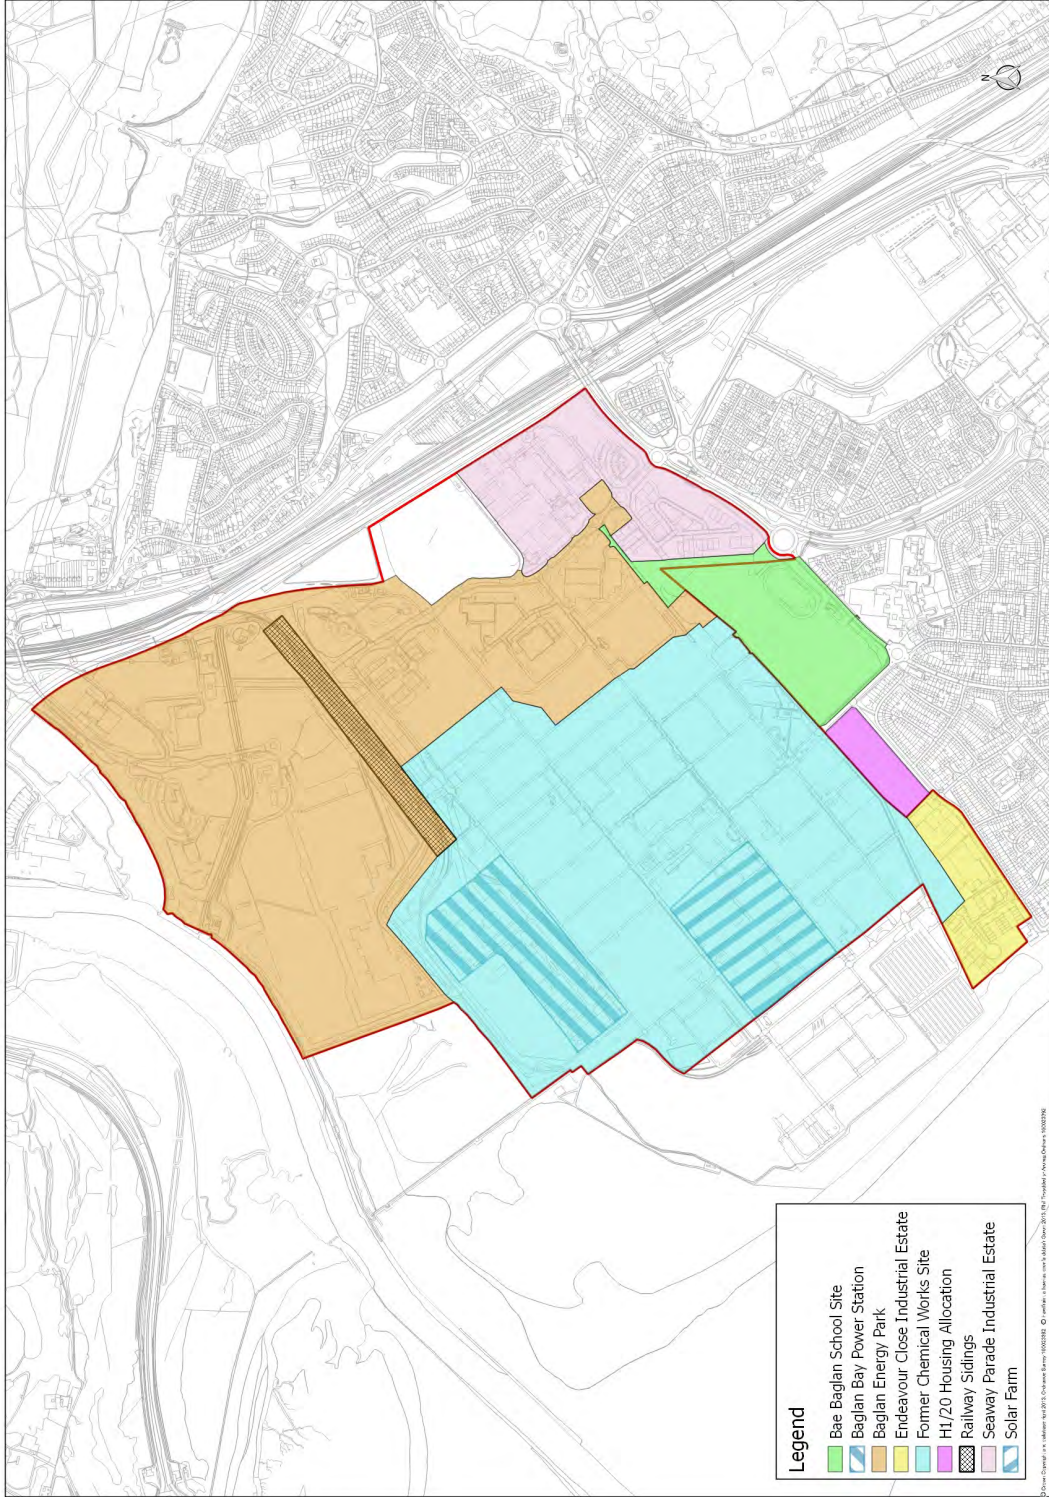 N
Legend
Bae Baglan School Site
Baglan Bay Power Station
Baglan Energy Park
Endeavour Close Industrial Estate
Former Chemical Works Site
H1/20 Housing Allocation
Railway Sidings
Seaway Parade Industrial Estate
Solar Farm